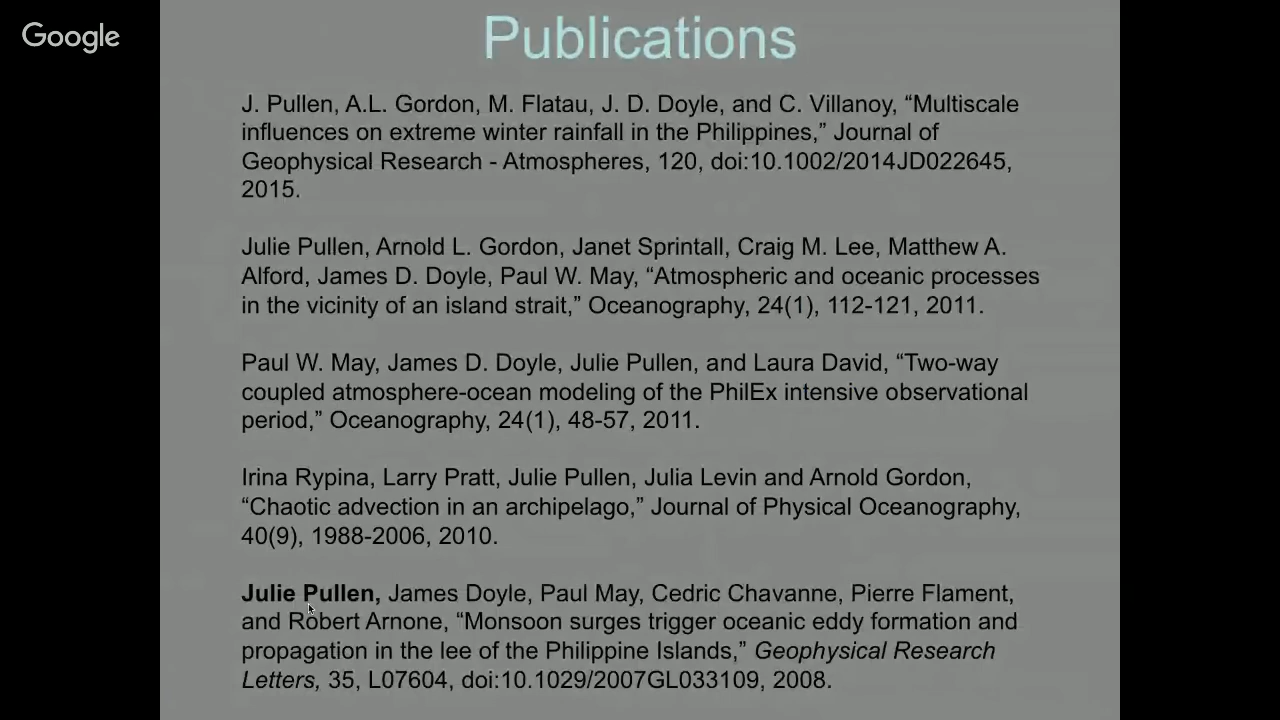 Google
Publications
J. Pullen, A.L. Gordon, M. Flatau, J. D. Doyle, and C. Villanoy, “Multiscale
influences on extreme winter rainfall in the Philippines,” Journal of
Geophysical Research - Atmospheres, 120, doi:10.1002/2014JD022645,
2015.
Julie Pullen, Arnold L. Gordon, Janet Sprintall, Craig M. Lee, Matthew A.
Alford, James D. Doyle, Paul W. May, “Atmospheric and oceanic processes
in the vicinity of an island strait,” Oceanography, 24(1), 112-121, 2011.
Paul W. May, James D. Doyle, Julie Pullen, and Laura David, “Two-way
coupled atmosphere-ocean modeling of the PhilEx intensive observational
period,” Oceanography, 24(1), 48-57, 2011.
Irina Rypina, Larry Pratt, Julie Pullen, Julia Levin and Arnold Gordon,
“Chaotic advection in an archipelago,” Journal of Physical Oceanography,
40(9), 1988-2006, 2010.
Julie Pullen, James Doyle, Paul May, Cedric Chavanne, Pierre Flament,
and Robert Arnone, “Monsoon surges trigger oceanic eddy formation and
propagation in the lee of the Philippine Islands,” Geophysical Research
Letters, 35, L07604, doi:10.1029/2007GL033109, 2008.